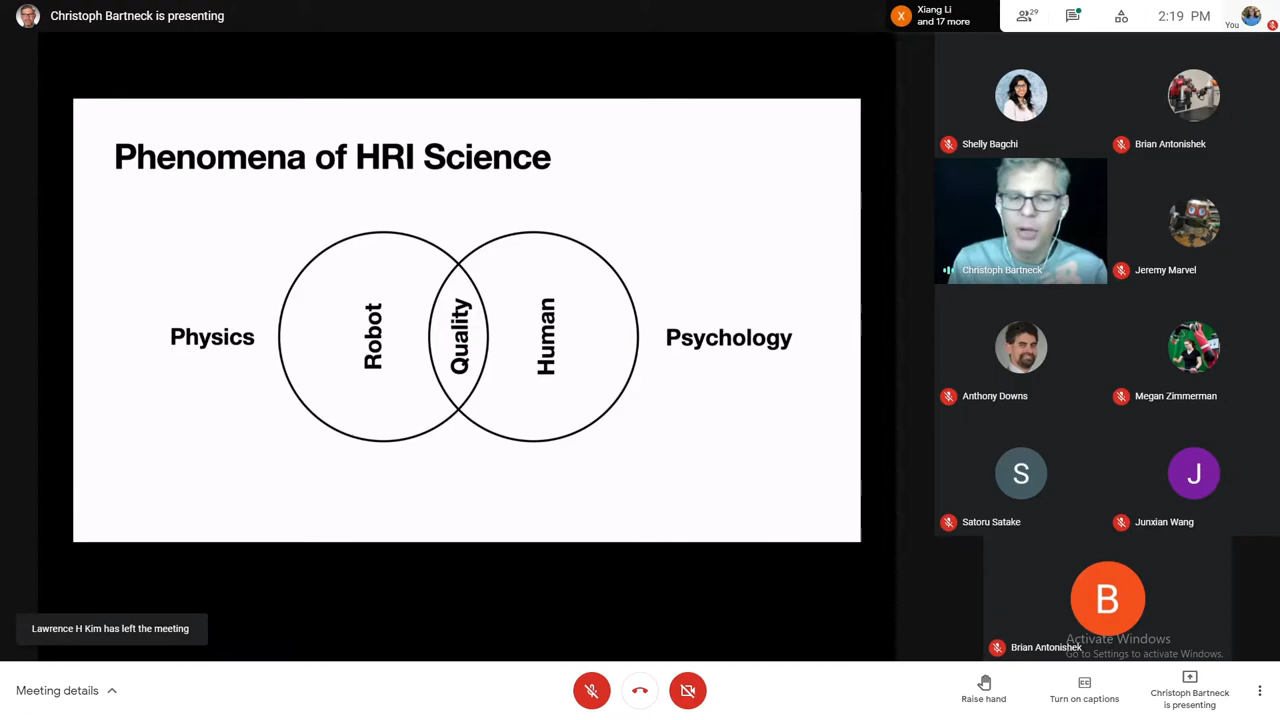 Christoph Bartneck is presenting
X
Xiang Li
and 17 more
29
2:19 PM
You
Phenomena of HRI Science
Physics
Robot
Quality
Human
Psychology
Shelly Bagchi
Brian Antonishek
Christoph Bartneck
Jeremy Marvel
Anthony Downs
Megan Zimmerman
S
J
Satoru Satake
Junxian Wang
B
Brian Antonishek
Activate Windows
Go to Settings to activate Windows.
Lawrence H Kim has left the meeting
Meeting details
Raise hand
Turn on captions
Christoph Bartneck
is presenting